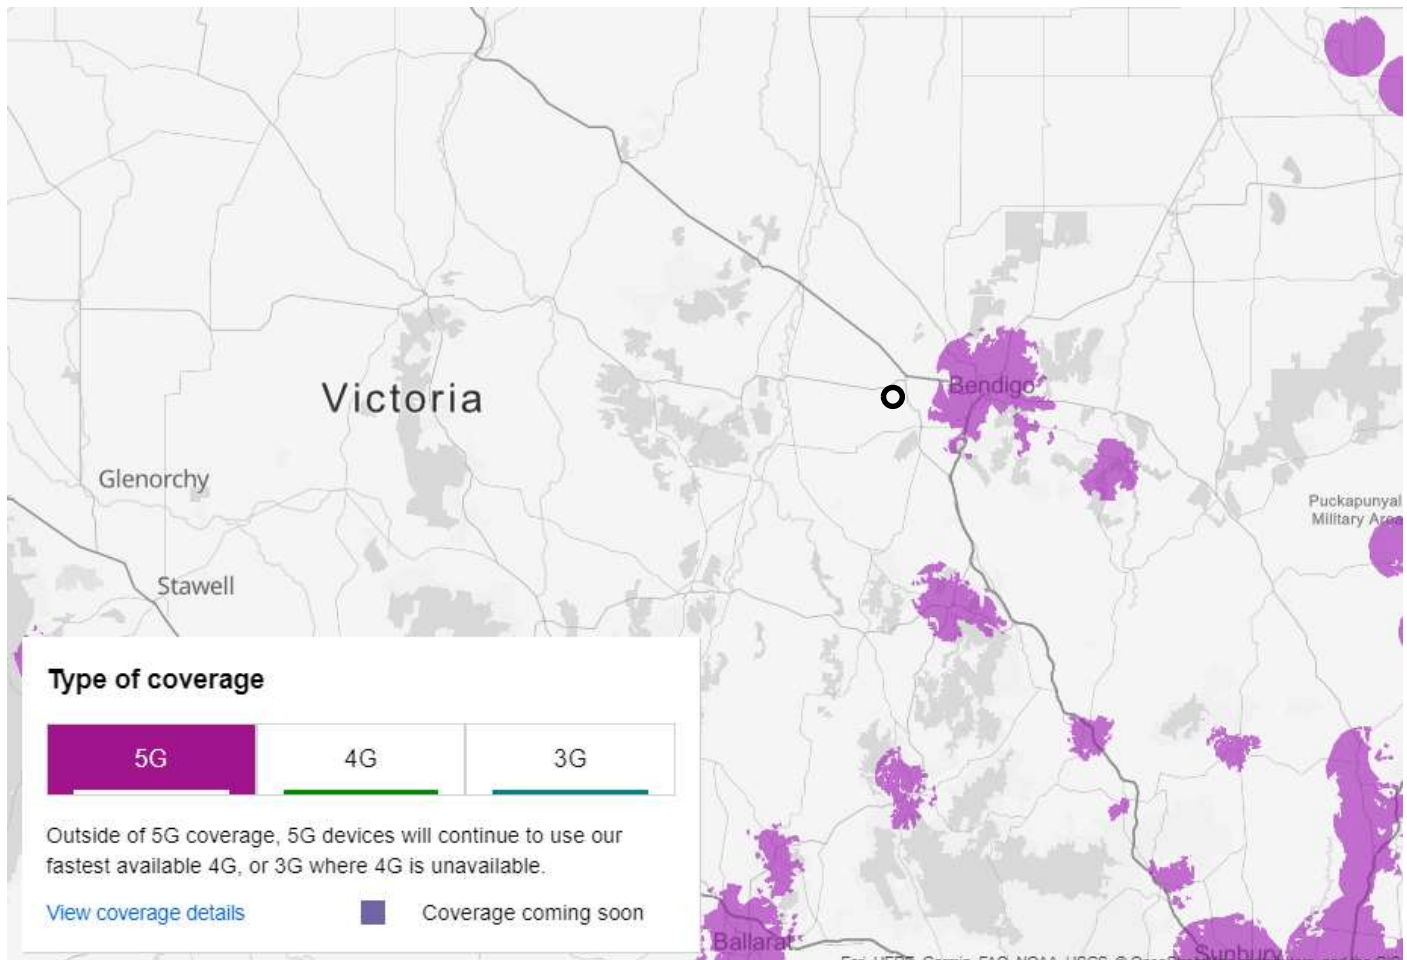 Bendigo
Victoria
Glenorchy
Puckapunyal
Military Area
Stawell
Type of coverage
5G
4G
3G
Outside of 5G coverage, 5G devices will continue to use our
fastest available 4G, or 3G where 4G is unavailable.
View coverage details
Coverage coming soon
Ballarat
Sunbury